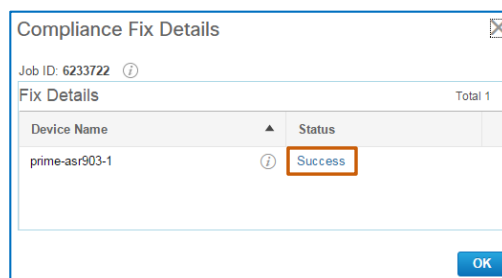 Compliance Fix Details
Job ID: 6233722 i
Fix Details Total 1
Device Name Status
prime-asr903-1 i Success
OK